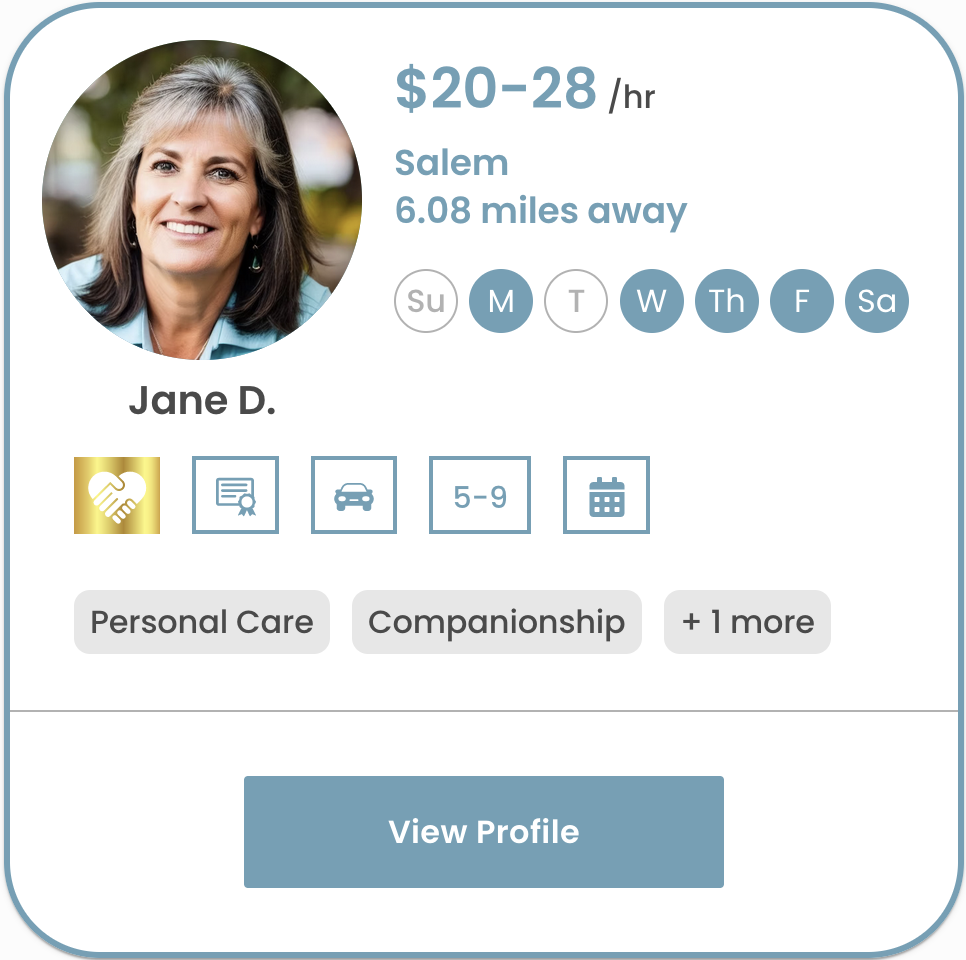 $20-28 /hr
Salem
6.08 miles away
Su M T W Th F Sa
Jane D.
5-9
Personal Care Companionship + 1 more
View Profile